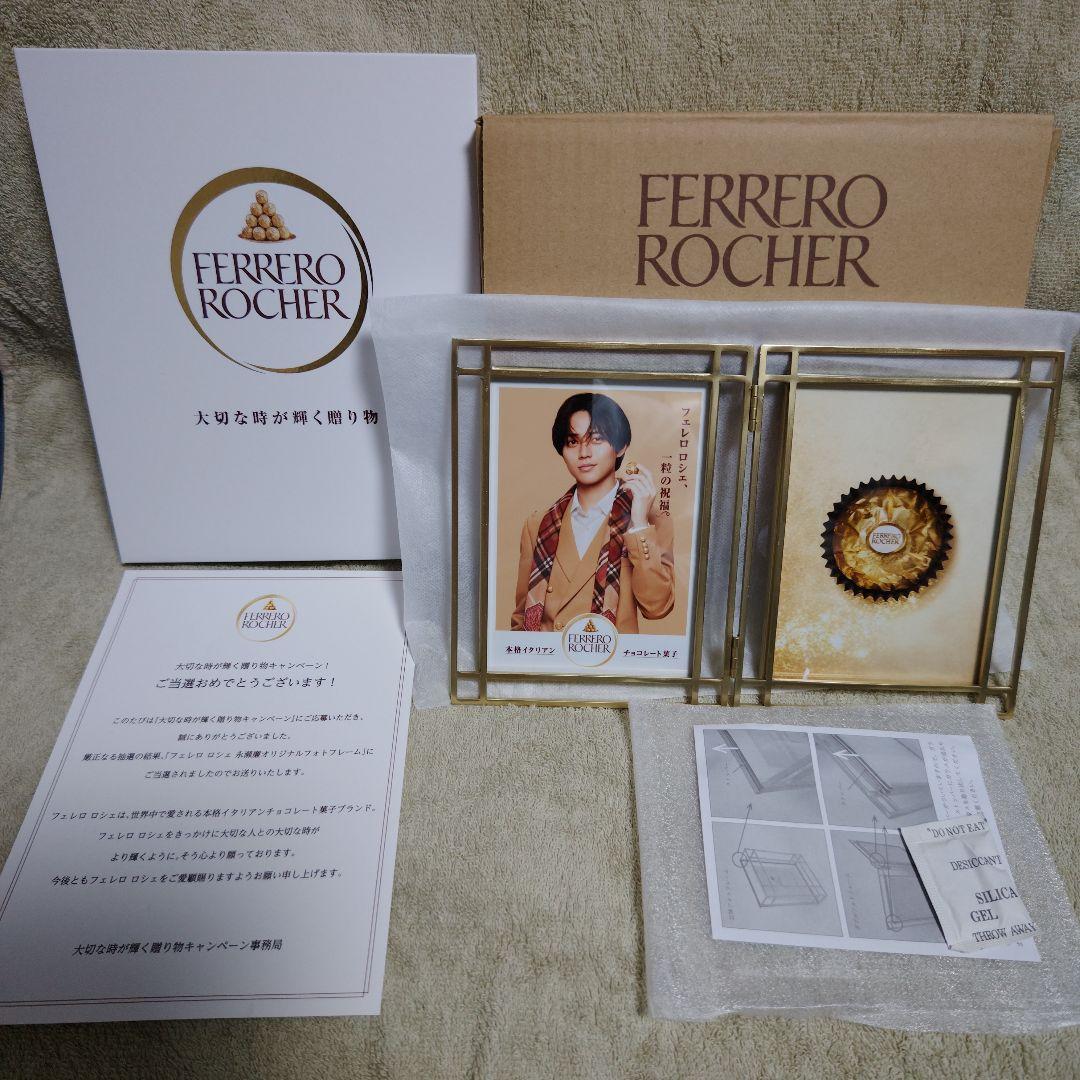 FERRERO
ROCHER
大切な時が輝く贈り物
FERRERO
ROCHER
フェレロ ロシェ、
一粒の祝福。
FERRERO
ROCHER
本格イタリアン
チョコレート菓子
FERRERO
ROCHER
FERRERO
ROCHER
大切な時が輝く贈り物キャンペーン!
ご当選おめでとうございます!
このたびは「大切な時が輝く贈り物キャンペーン」にご応募いただき、
誠にありがとうございました。
厳正なる抽選の結果、「フェレロ ロシェ 永瀬廉オリジナルフォトフレーム」に
ご当選されましたのでお送りいたします。
フェレロ ロシェは、世界中で愛される本格イタリアンチョコレート菓子ブランド。
フェレロ ロシェをきっかけに大切な人との大切な時が
より輝くように。そう心より願っております。
今後ともフェレロ ロシェをご愛顧賜りますようお願い申し上げます。
大切な時が輝く贈り物キャンペーン事務局
"DO NOT EAT"
DESICCANT
SILICA
GEL
THROW AWAY